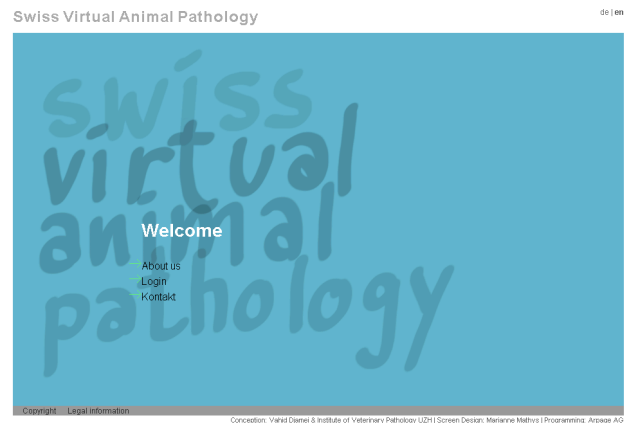 Swiss Virtual Animal Pathology
de | en
swiss
virtual
animal
pathology
Welcome
About us
Login
Kontakt
Copyright Legal information
Conception: Vahid Djamei & Institute of Veterinary Pathology UZH | Screen Design: Marianne Mathys | Programming: Arpage AG